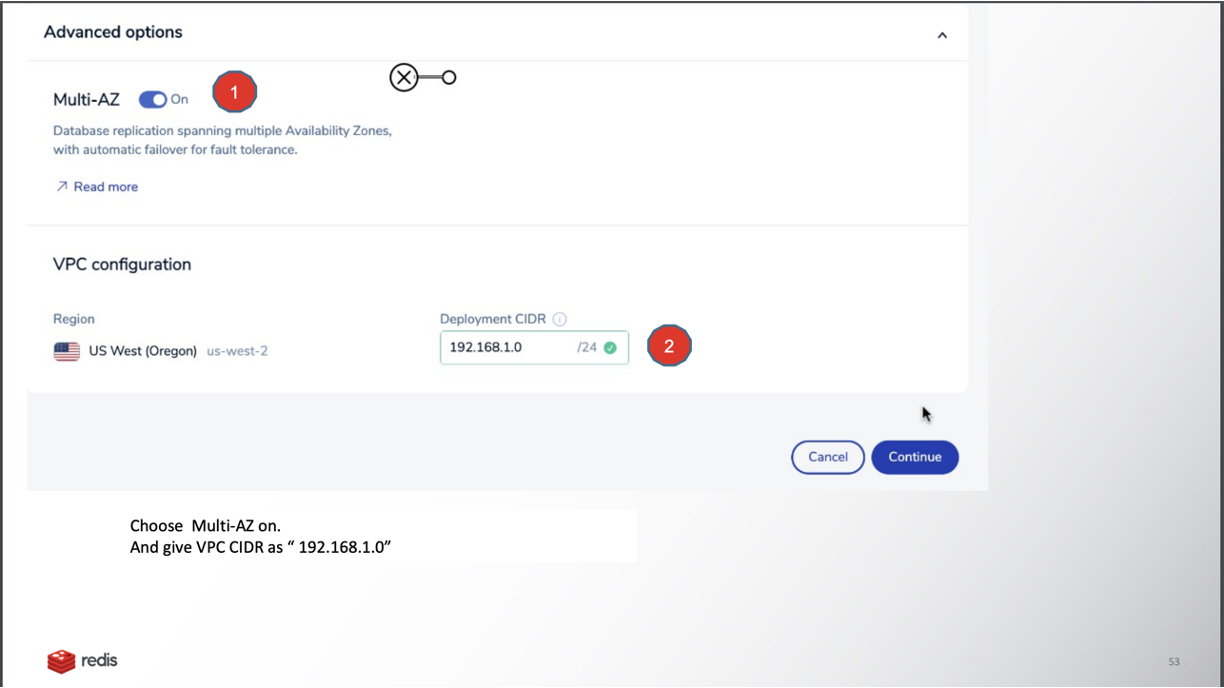 Advanced options
Multi-AZ On 1
Database replication spanning multiple Availability Zones,
with automatic failover for fault tolerance.
Read more
VPC configuration
Region
US West (Oregon) us-west-2
Deployment CIDR
192.168.1.0 /24 2
Cancel Continue
Choose  Multi-AZ on.
And give VPC CIDR as “ 192.168.1.0”
redis
53